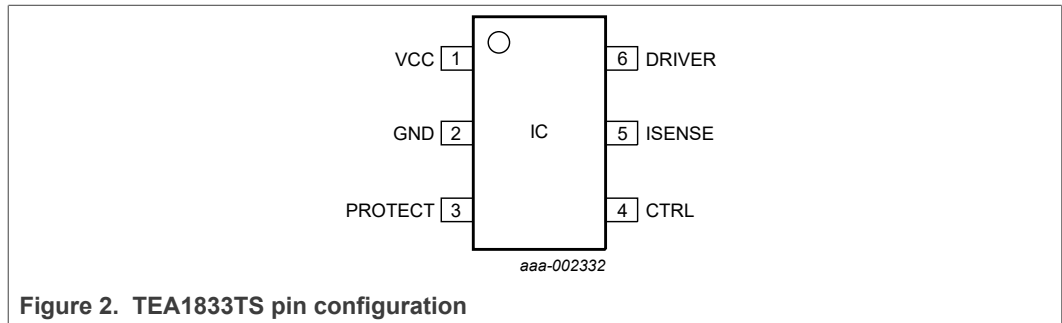 VCC 1 6 DRIVER
GND 2 IC 5 ISENSE
PROTECT 3 4 CTRL
aaa-002332
Figure 2. TEA1833TS pin configuration